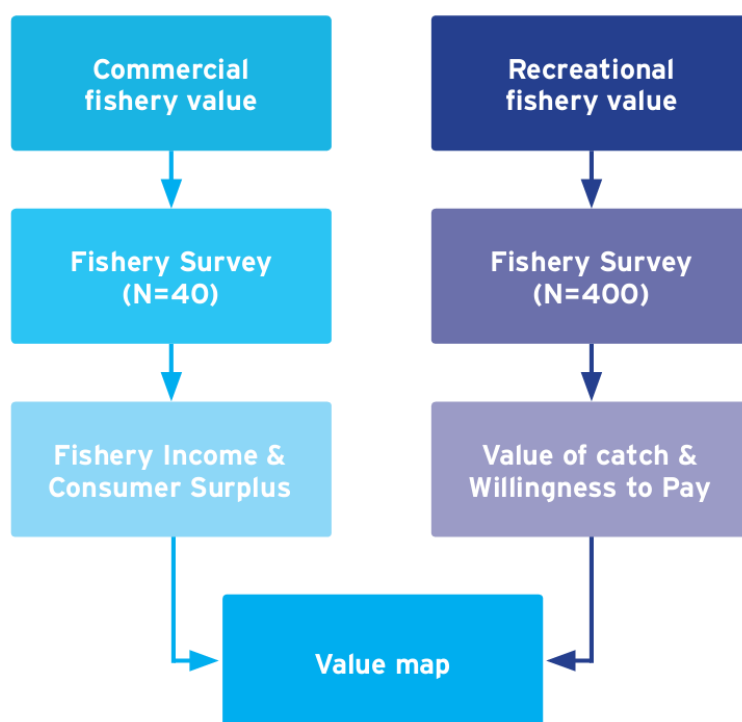 Commercial
fishery value
Recreational
fishery value
Fishery Survey
(N=40)
Fishery Survey
(N=400)
Fishery Income &
Consumer Surplus
Value of catch &
Willingness to Pay
Value map